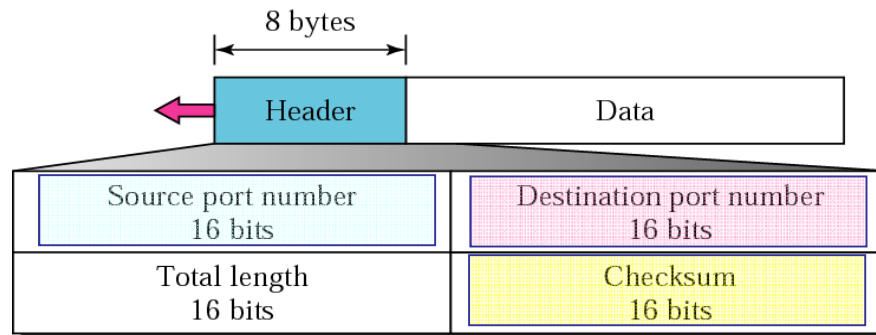 8 bytes
Header
Data
Source port number
16 bits
Destination port number
16 bits
Total length
16 bits
Checksum
16 bits